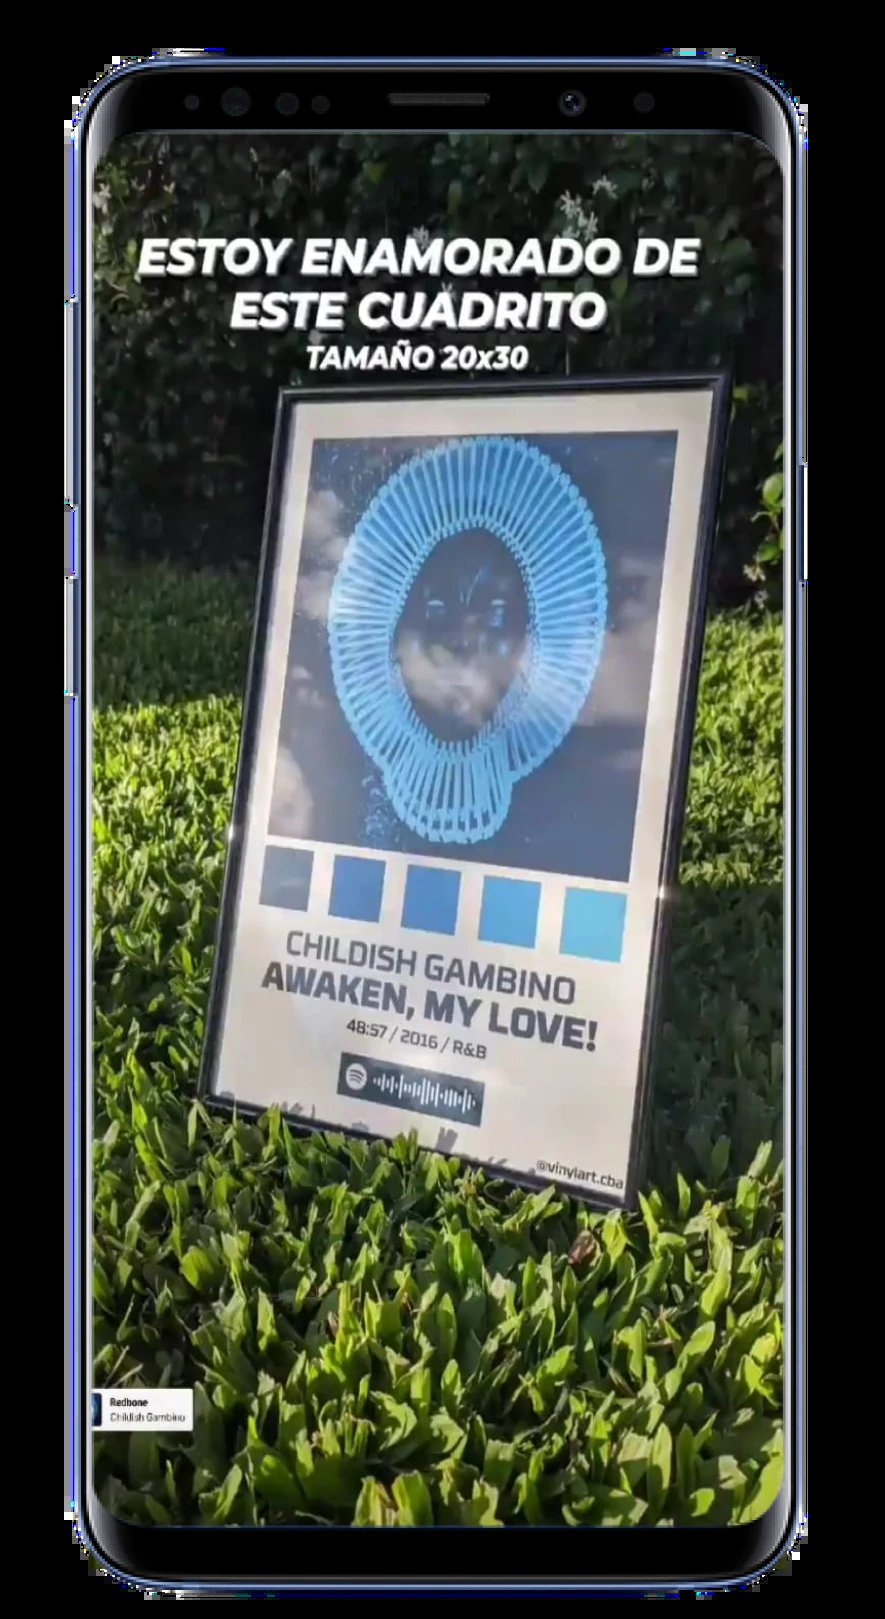 ESTOY ENAMORADO DE
ESTE CUADRITO
TAMAÑO 20x30
CHILDISH GAMBINO
AWAKEN, MY LOVE!
48:57 / 2016 / R&B
@vinylart.cba
Redbone
Childish Gambino